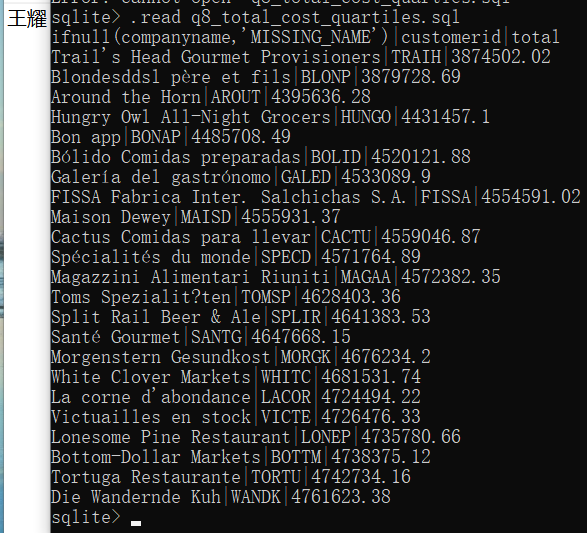 王耀
Error: cannot open "q8_total_cost_quartiles.sql"
sqlite> .read q8_total_cost_quartiles.sql
ifnull(companyname,'MISSING_NAME')|customerid|total
Trail's Head Gourmet Provisioners|TRAIH|3874502.02
Blondesddsl père et fils|BLONP|3879728.69
Around the Horn|AROUT|4395636.28
Hungry Owl All-Night Grocers|HUNGO|4431457.1
Bon app|BONAP|4485708.49
Bólido Comidas preparadas|BOLID|4520121.88
Galería del gastrónomo|GALED|4533089.9
FISSA Fabrica Inter. Salchichas S.A.|FISSA|4554591.02
Maison Dewey|MAISD|4555931.37
Cactus Comidas para llevar|CACTU|4559046.87
Spécialités du monde|SPECD|4571764.89
Magazzini Alimentari Riuniti|MAGAA|4572382.35
Toms Spezialit?ten|TOMSP|4628403.36
Split Rail Beer & Ale|SPLIR|4641383.53
Santé Gourmet|SANTG|4647668.15
Morgenstern Gesundkost|MORGK|4676234.2
White Clover Markets|WHITC|4681531.74
La corne d'abondance|LACOR|4724494.22
Victuailles en stock|VICTE|4726476.33
Lonesome Pine Restaurant|LONEP|4735780.66
Bottom-Dollar Markets|BOTTM|4738375.12
Tortuga Restaurante|TORTU|4742734.16
Die Wandernde Kuh|WANDK|4761623.38
sqlite>